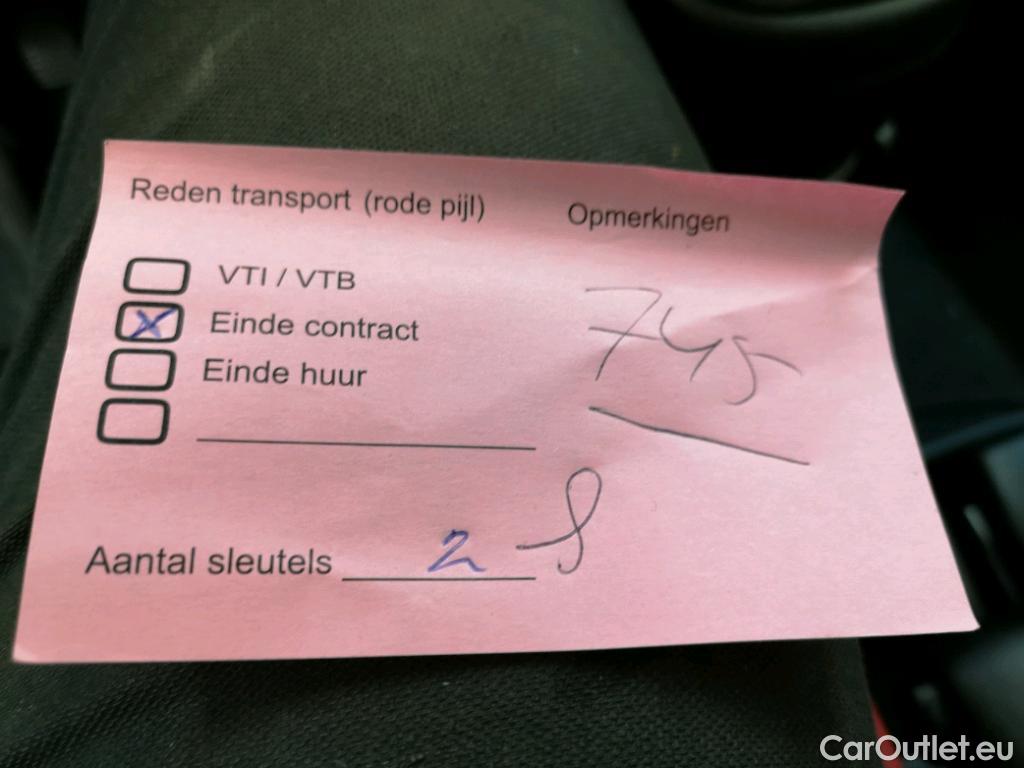 Reden transport (rode pijl)
Opmerkingen
VTI / VTB
X Einde contract
Einde huur
745
Aantal sleutels 2
CarOutlet.eu